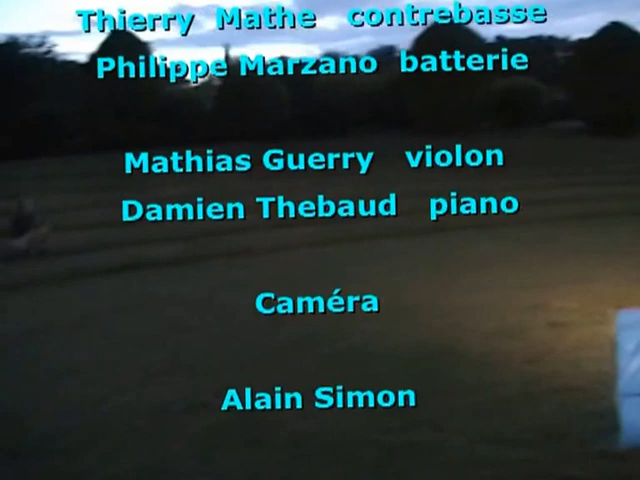 Thierry Mathe contrebasse
Philippe Marzano batterie
Mathias Guerry violon
Damien Thebaud piano
Caméra
Alain Simon